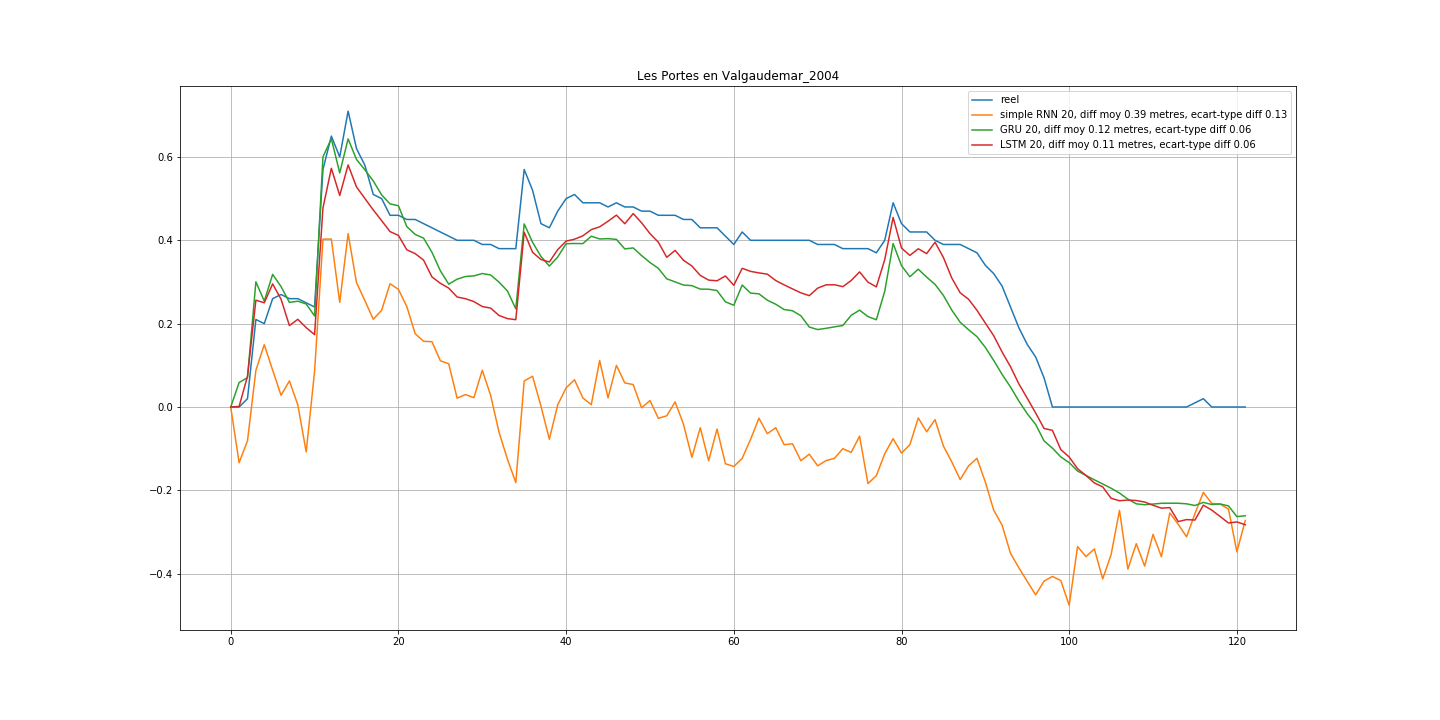 Les Portes en Valgaudemar_2004
reel
simple RNN 20, diff moy 0.39 metres, ecart-type diff 0.13
GRU 20, diff moy 0.12 metres, ecart-type diff 0.06
LSTM 20, diff moy 0.11 metres, ecart-type diff 0.06
0.6
0.4
0.2
0.0
−0.2
−0.4
0 20 40 60 80 100 120